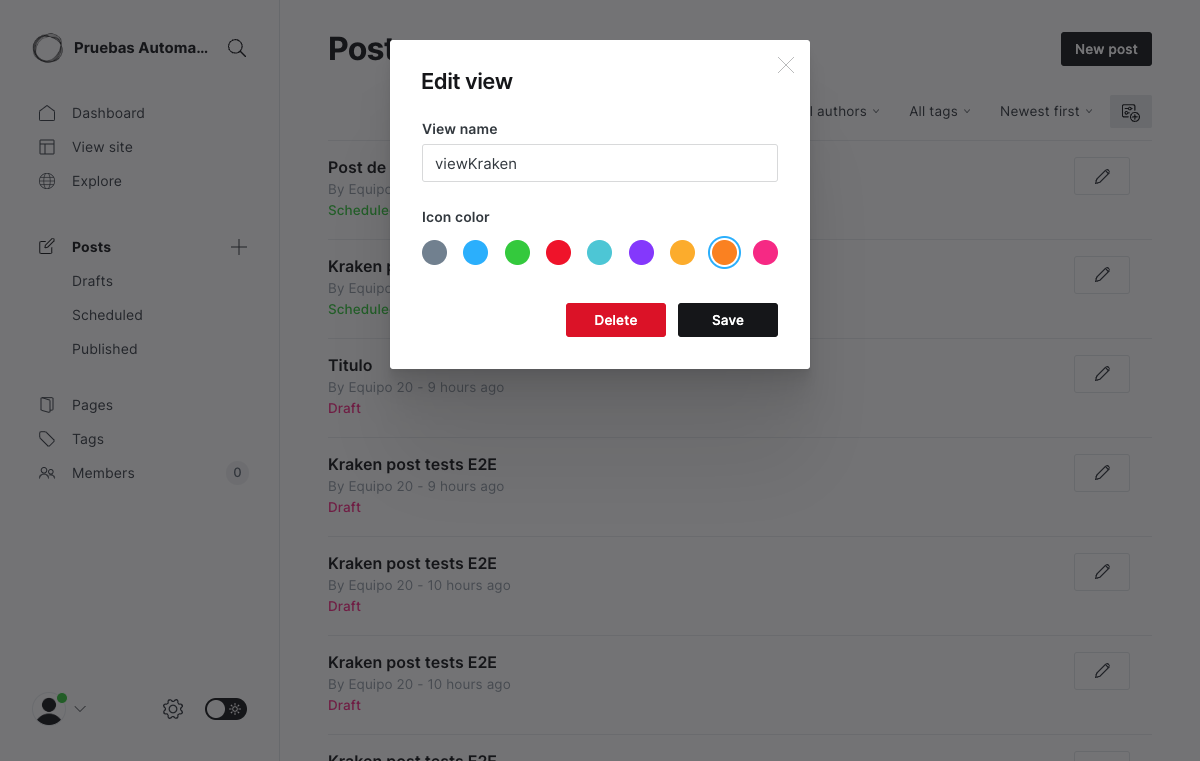 Pruebas Automa...
Dashboard
View site
Explore
Posts
Drafts
Scheduled
Published
Pages
Tags
Members
0
Post
New post
authors
All tags
Newest first
Edit view
View name
viewKraken
Icon color
Delete
Save
Post de
By Equipo
Schedule
Kraken
By Equipo
Schedule
Titulo
By Equipo 20 - 9 hours ago
Draft
Kraken post tests E2E
By Equipo 20 - 9 hours ago
Draft
Kraken post tests E2E
By Equipo 20 - 10 hours ago
Draft
Kraken post tests E2E
By Equipo 20 - 10 hours ago
Draft
Kraken post tests E2E